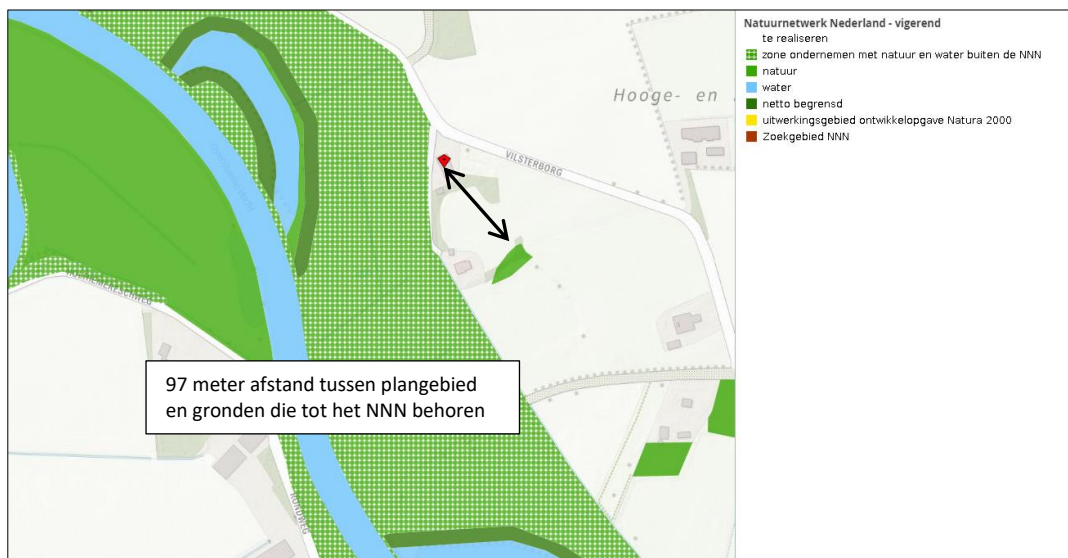 Natuurnetwerk Nederland - vigerend
te realiseren
zone ondernemen met natuur en water buiten de NNN
natuur
water
netto begrensd
uitwerkingsgebied ontwikkelopgave Natura 2000
Zoekgebied NNN
Hooge- en
VILSTERBORG
97 meter afstand tussen plangebied
en gronden die tot het NNN behoren